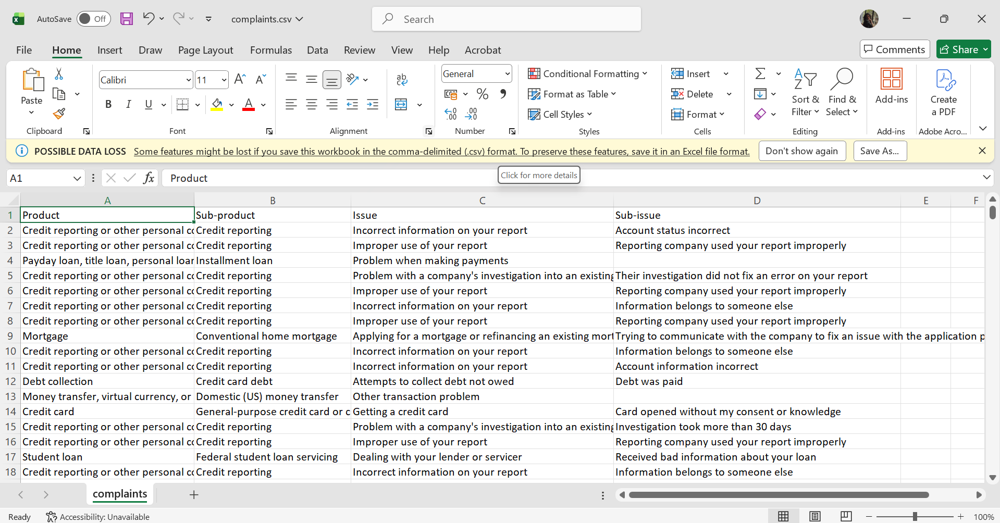 AutoSave Off complaints.csv Search
File Home Insert Draw Page Layout Formulas Data Review View Help Acrobat Comments Share
Paste
Clipboard
Calibri 11
B I U A
Font
ab
Alignment
General
% 9
Number
Conditional Formatting
Format as Table
Cell Styles
Styles
Insert
Delete
Format
Cells
Sort &
Filter
Find &
Select
Editing
Add-ins
Add-ins
Create
a PDF
Adobe Acro...
POSSIBLE DATA LOSS Some features might be lost if you save this workbook in the comma-delimited (.csv) format. To preserve these features, save it in an Excel file format. Don't show again Save As...
A1 fx Product
Click for more details
A B C D E F
1 Product Sub-product Issue Sub-issue
2 Credit reporting or other personal co Credit reporting Incorrect information on your report Account status incorrect
3 Credit reporting or other personal co Credit reporting Improper use of your report Reporting company used your report improperly
4 Payday loan, title loan, personal loan Installment loan Problem when making payments
5 Credit reporting or other personal co Credit reporting Problem with a company's investigation into an existing Their investigation did not fix an error on your report
6 Credit reporting or other personal co Credit reporting Improper use of your report Reporting company used your report improperly
7 Credit reporting or other personal co Credit reporting Incorrect information on your report Information belongs to someone else
8 Credit reporting or other personal co Credit reporting Improper use of your report Reporting company used your report improperly
9 Mortgage Conventional home mortgage Applying for a mortgage or refinancing an existing mort Trying to communicate with the company to fix an issue with the application p
10 Credit reporting or other personal co Credit reporting Incorrect information on your report Information belongs to someone else
11 Credit reporting or other personal co Credit reporting Incorrect information on your report Account information incorrect
12 Debt collection Credit card debt Attempts to collect debt not owed Debt was paid
13 Money transfer, virtual currency, or Domestic (US) money transfer Other transaction problem
14 Credit card General-purpose credit card or c Getting a credit card Card opened without my consent or knowledge
15 Credit reporting or other personal co Credit reporting Problem with a company's investigation into an existing Investigation took more than 30 days
16 Credit reporting or other personal co Credit reporting Improper use of your report Reporting company used your report improperly
17 Student loan Federal student loan servicing Dealing with your lender or servicer Received bad information about your loan
18 Credit reporting or other personal co Credit reporting Incorrect information on your report Information belongs to someone else
complaints
Ready Accessibility: Unavailable 100%